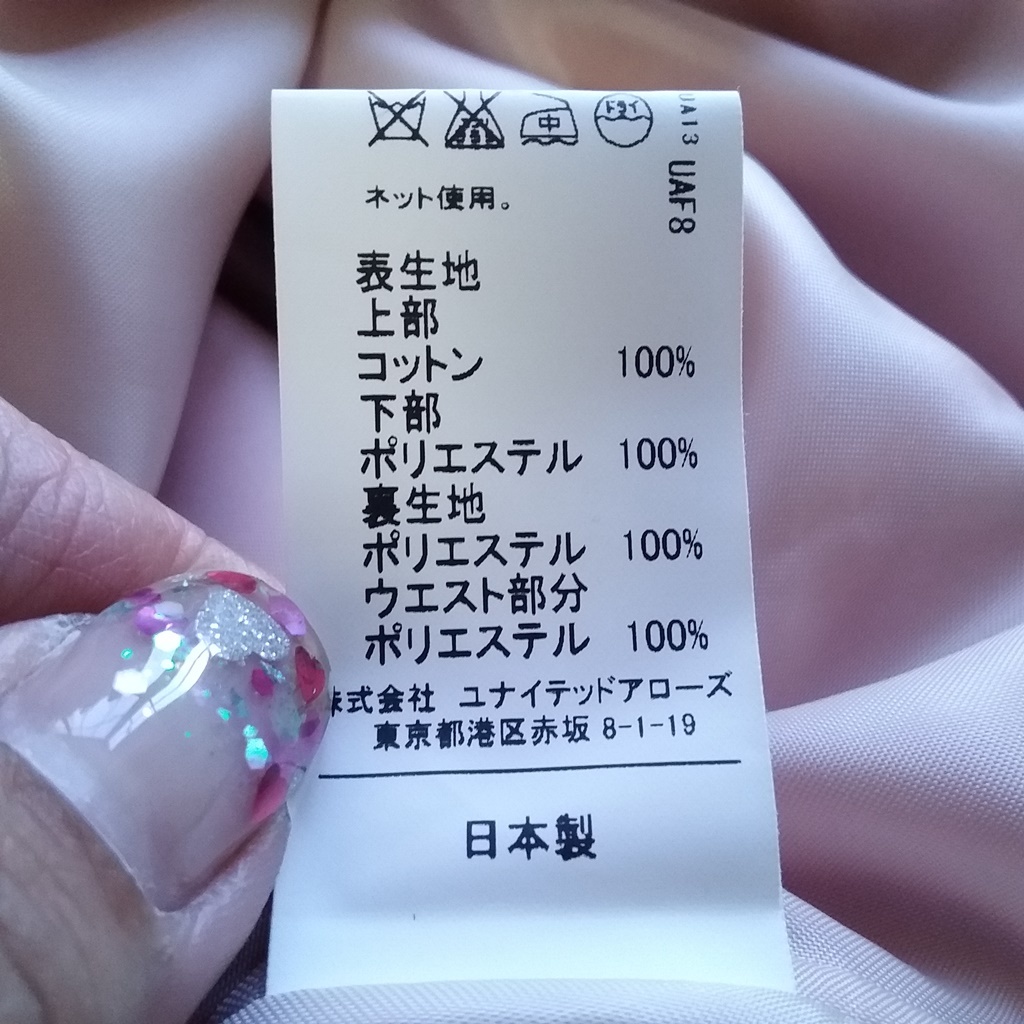 中 ドライ
UA13 UAF8
ネット使用。
表生地
上部
コットン 100%
下部
ポリエステル 100%
裏生地
ポリエステル 100%
ウエスト部分
ポリエステル 100%
株式会社 ユナイテッドアローズ
東京都港区赤坂 8-1-19
日本製